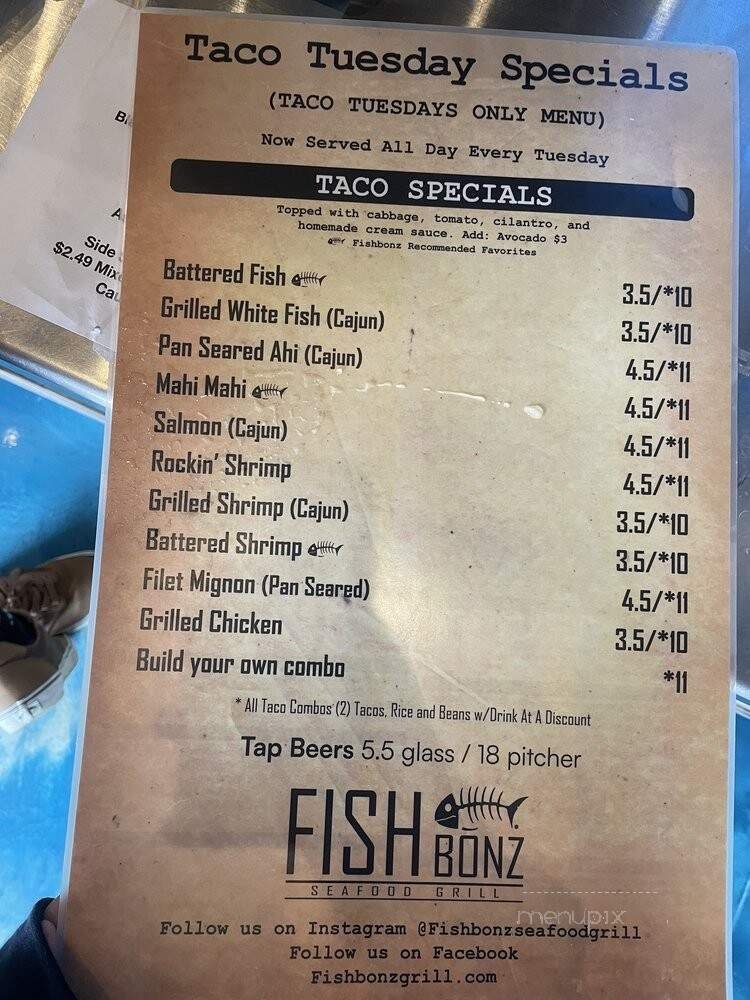 Taco Tuesday Specials
(TACO TUESDAYS ONLY MENU)
Now Served All Day Every Tuesday
TACO SPECIALS
Topped with cabbage, tomato, cilantro, and
homemade cream sauce. Add: Avocado $3
Fishbonz Recommended Favorites
Battered Fish 3.5/*10
Grilled White Fish (Cajun) 3.5/*10
Pan Seared Ahi (Cajun) 4.5/*11
Mahi Mahi 4.5/*11
Salmon (Cajun) 4.5/*11
Rockin' Shrimp 4.5/*11
Grilled Shrimp (Cajun) 3.5/*10
Battered Shrimp 3.5/*10
Filet Mignon (Pan Seared) 4.5/*11
Grilled Chicken 3.5/*10
Build your own combo *11
* All Taco Combos (2) Tacos, Rice and Beans w/Drink At A Discount
Tap Beers 5.5 glass / 18 pitcher
FISH
BŌNZ
SEAFOOD GRILL
menupix
Follow us on Instagram @Fishbonzseafoodgrill
Follow us on Facebook
Fishbonzgrill.com
Side
$2.49